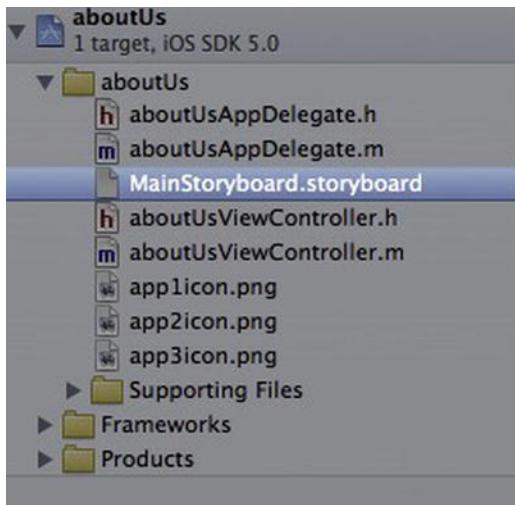 aboutUs
1 target, iOS SDK 5.0
aboutUs
h aboutUsAppDelegate.h
m aboutUsAppDelegate.m
MainStoryboard.storyboard
h aboutUsViewController.h
m aboutUsViewController.m
app1icon.png
app2icon.png
app3icon.png
Supporting Files
Frameworks
Products